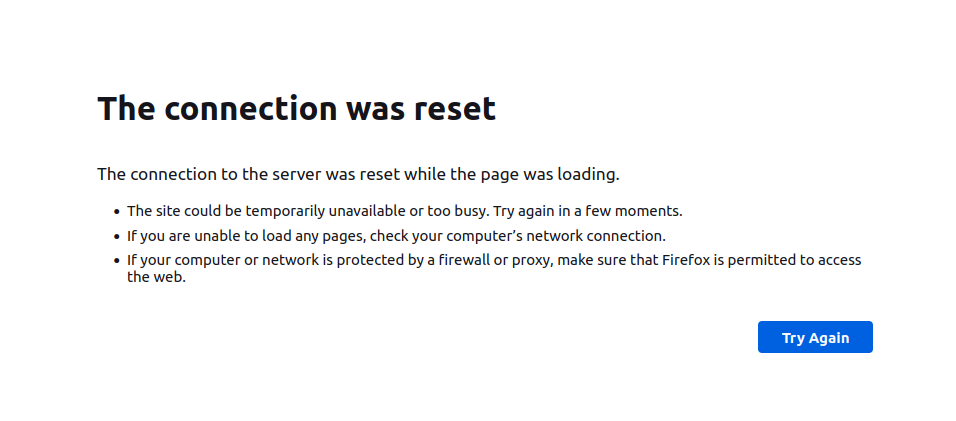 The connection was reset
The connection to the server was reset while the page was loading.
• The site could be temporarily unavailable or too busy. Try again in a few moments.
• If you are unable to load any pages, check your computer’s network connection.
• If your computer or network is protected by a firewall or proxy, make sure that Firefox is permitted to access
the web.
Try Again